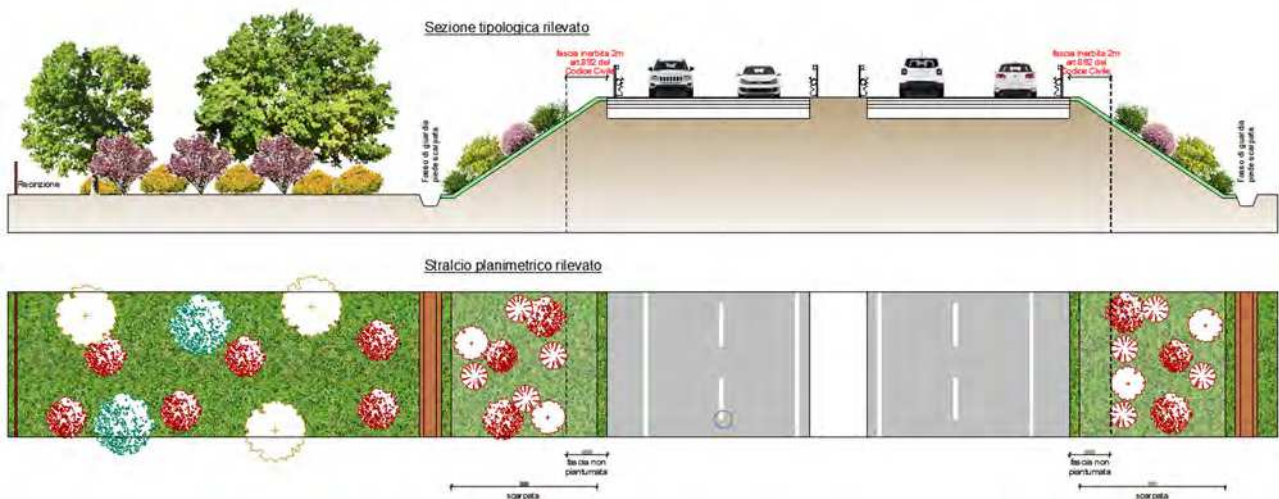 Sezione tipologica rilevato
fascia inerbita 2m
art.892 del
Codice Civile
fascia inerbita 2m
art.892 del
Codice Civile
Recinzione
Fosso di guardia
piede scarpata
Fosso di guardia
piede scarpata
Stralcio planimetrico rilevato
fascia non
piantumata
scarpata
fascia non
piantumata
scarpata